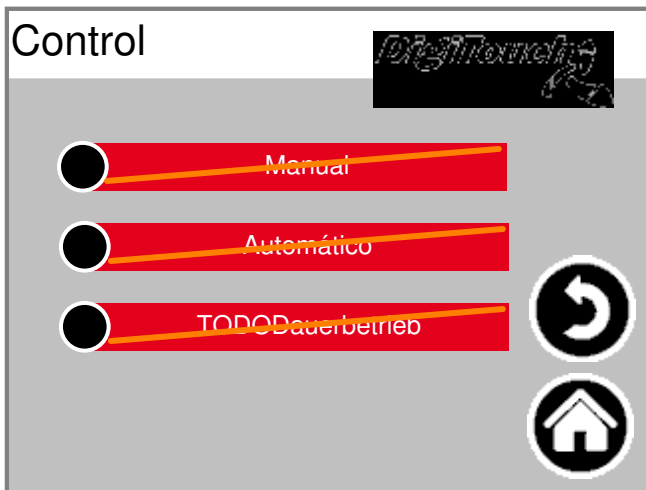 Control
DigiTouch
Manual
Automático
TODODauerbetrieb